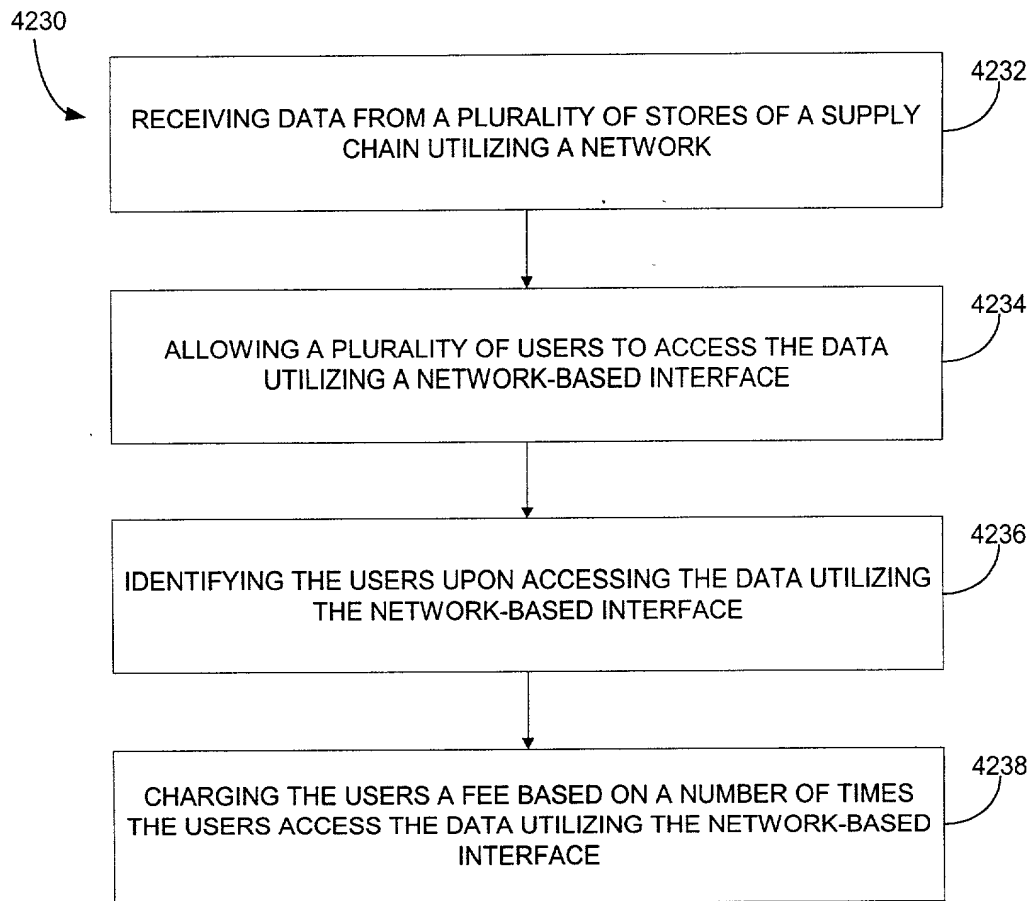 4230
4232
RECEIVING DATA FROM A PLURALITY OF STORES OF A SUPPLY
CHAIN UTILIZING A NETWORK
4234
ALLOWING A PLURALITY OF USERS TO ACCESS THE DATA
UTILIZING A NETWORK-BASED INTERFACE
4236
IDENTIFYING THE USERS UPON ACCESSING THE DATA UTILIZING
THE NETWORK-BASED INTERFACE
4238
CHARGING THE USERS A FEE BASED ON A NUMBER OF TIMES
THE USERS ACCESS THE DATA UTILIZING THE NETWORK-BASED
INTERFACE